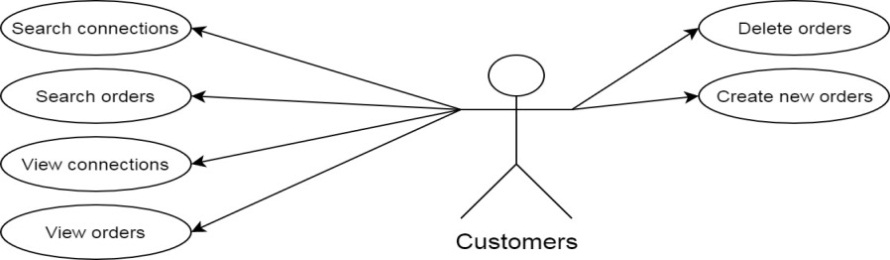 Search connections
Delete orders
Search orders
Create new orders
View connections
View orders
Customers